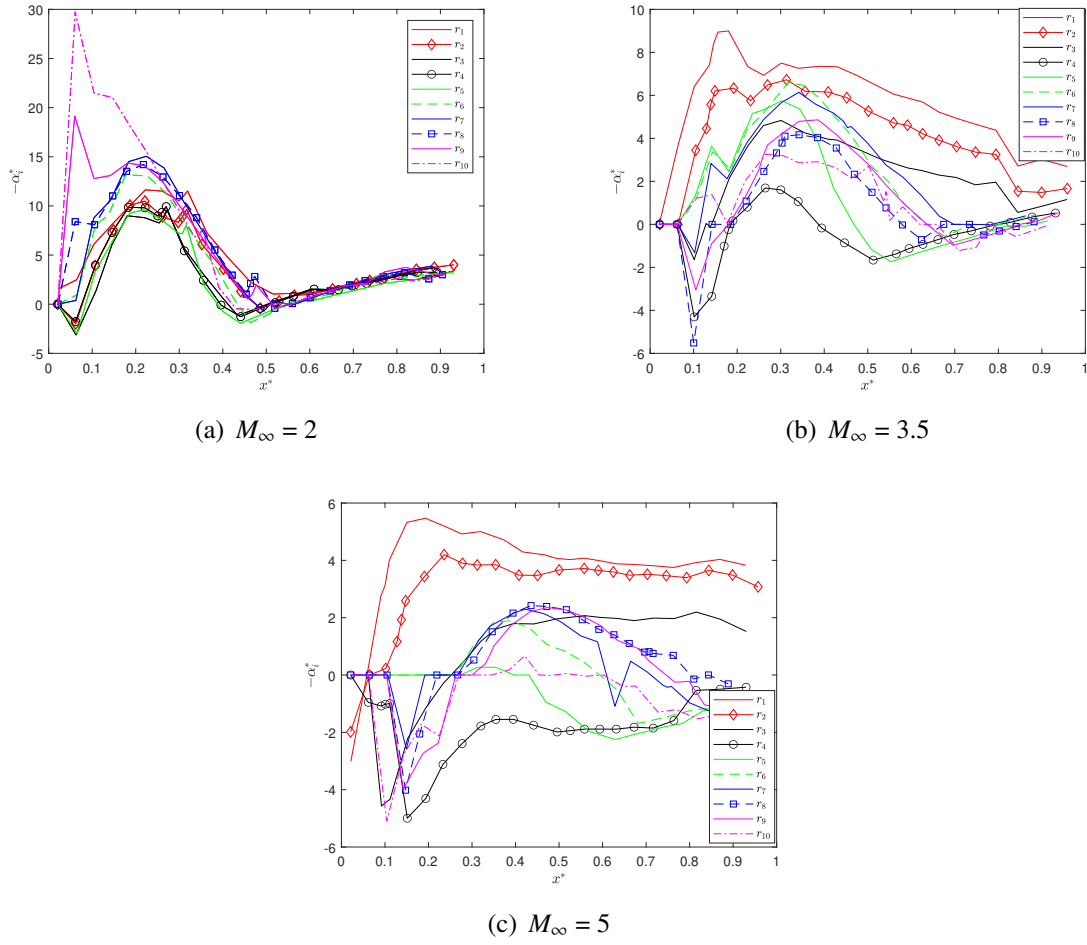 30
25
20
15
10
5
0
-5
−α*ᵢ
0 0.1 0.2 0.3 0.4 0.5 0.6 0.7 0.8 0.9 1
x*
r₁
r₂
r₃
r₄
r₅
r₆
r₇
r₈
r₉
r₁₀
(a) M∞ = 2
10
8
6
4
2
0
-2
-4
-6
−α*ᵢ
0 0.1 0.2 0.3 0.4 0.5 0.6 0.7 0.8 0.9 1
x*
r₁
r₂
r₃
r₄
r₅
r₆
r₇
r₈
r₉
r₁₀
(b) M∞ = 3.5
6
4
2
0
-2
-4
-6
−α*ᵢ
0 0.1 0.2 0.3 0.4 0.5 0.6 0.7 0.8 0.9 1
x*
r₁
r₂
r₃
r₄
r₅
r₆
r₇
r₈
r₉
r₁₀
(c) M∞ = 5